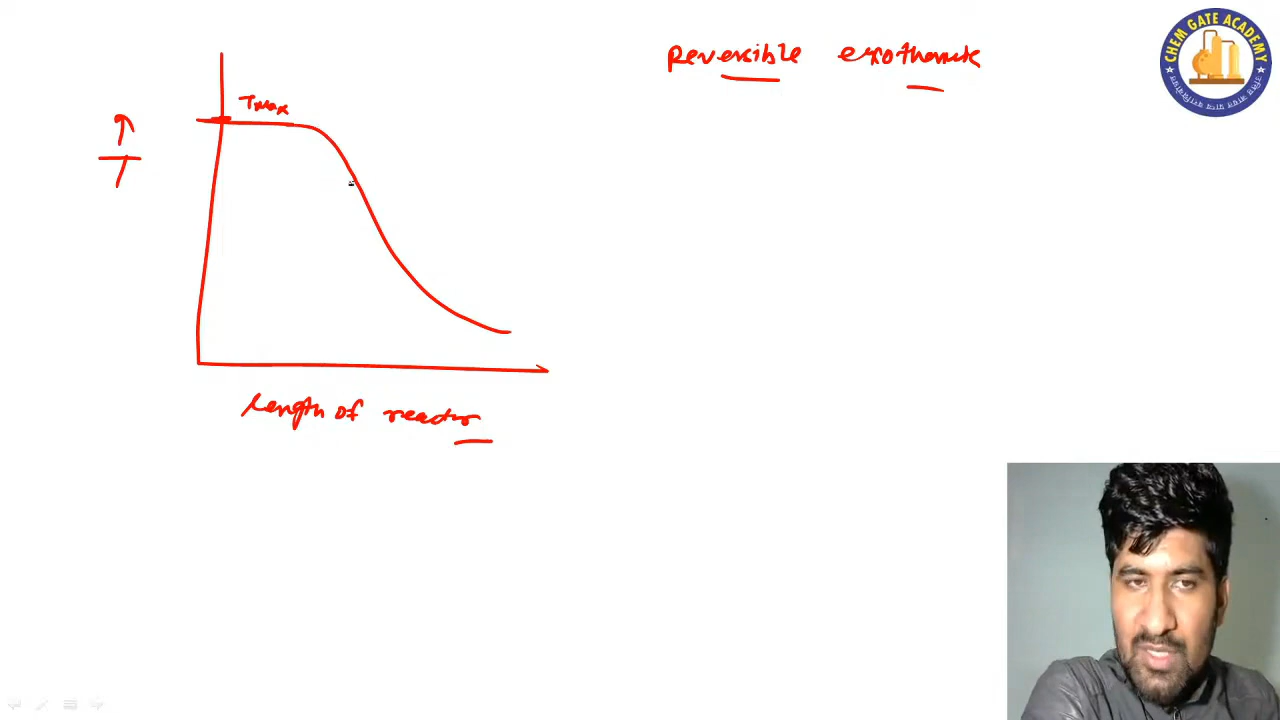 Reversible exothermic
CHEM GATE ACADEMY
Tmax
T
length of reactor